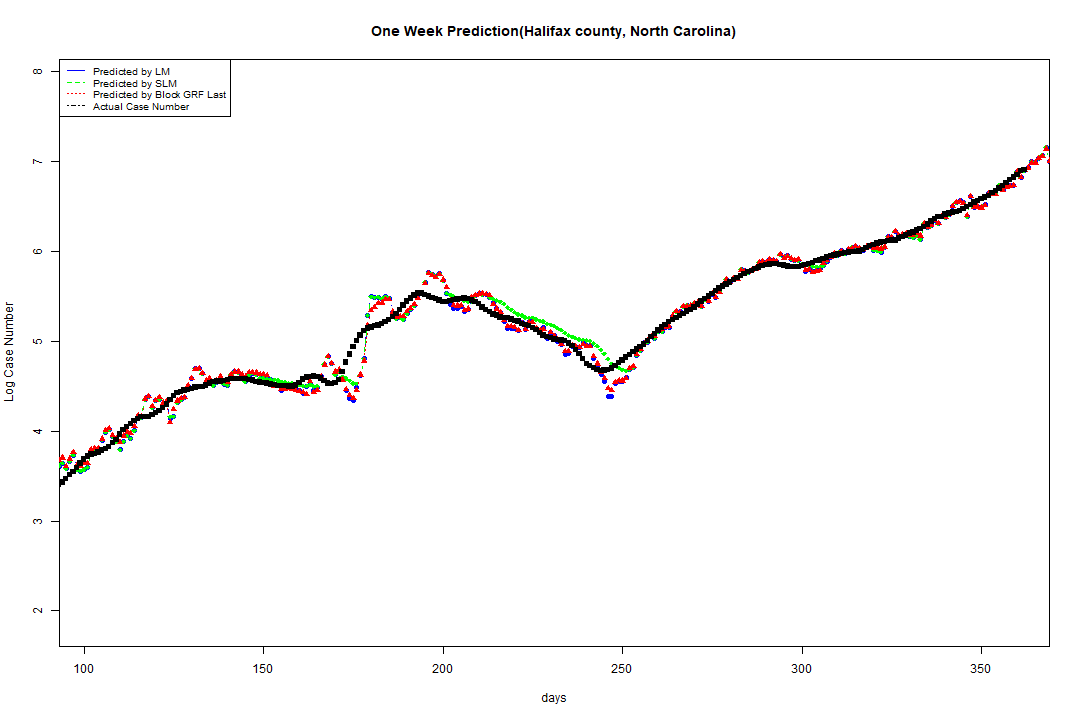 One Week Prediction(Halifax county, North Carolina)
Predicted by LM
Predicted by SLM
Predicted by Block GRF Last
Actual Case Number
8
7
6
5
4
3
2
Log Case Number
100 150 200 250 300 350
days